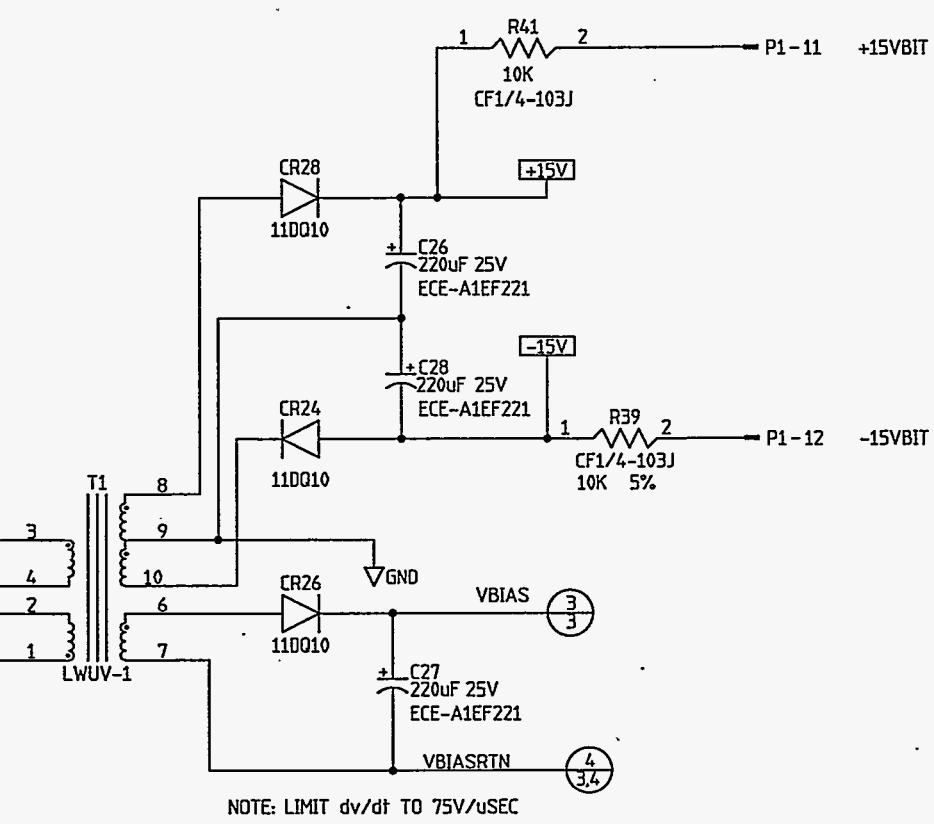 R41
1 2 P1-11 +15VBIT
10K
CF1/4-103J
CR28 +15V
11DQ10
+ C26
220uF 25V
ECE-A1EF221
-15V
+ C28
220uF 25V
ECE-A1EF221
CR24 R39
1 2 P1-12 -15VBIT
CF1/4-103J
11DQ10 10K 5%
T1 8
3 9
4 10 GND
CR26 VBIAS 3
2 6 3
11DQ10
1 7
LWUV-1 + C27
220uF 25V
ECE-A1EF221
VBIASRTN 4
3,4
NOTE: LIMIT dv/dt TO 75V/uSEC